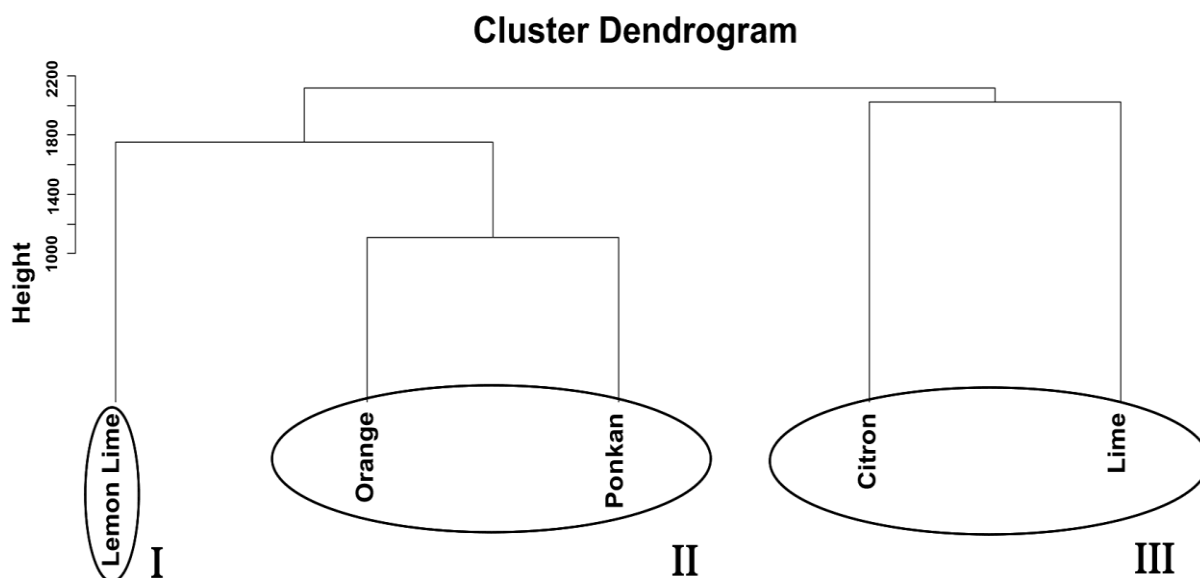 Cluster Dendrogram
Height
2200
1800
1400
1000
Lemon Lime
Orange
Ponkan
Citron
Lime
I
II
III